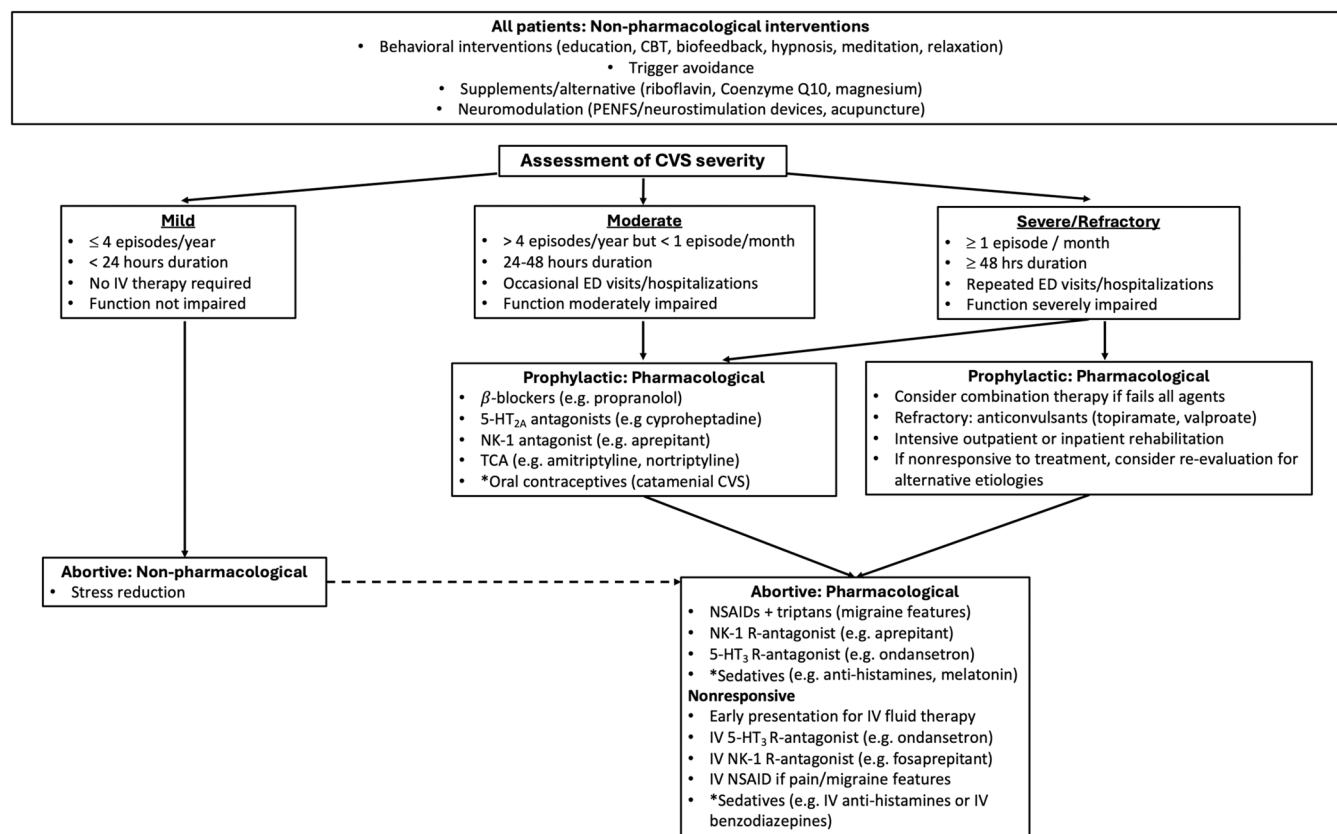 All patients: Non-pharmacological interventions
• Behavioral interventions (education, CBT, biofeedback, hypnosis, meditation, relaxation)
• Trigger avoidance
• Supplements/alternative (riboflavin, Coenzyme Q10, magnesium)
• Neuromodulation (PENFS/neurostimulation devices, acupuncture)
Assessment of CVS severity
Mild
• ≤ 4 episodes/year
• < 24 hours duration
• No IV therapy required
• Function not impaired
Moderate
• > 4 episodes/year but < 1 episode/month
• 24-48 hours duration
• Occasional ED visits/hospitalizations
• Function moderately impaired
Severe/Refractory
• ≥ 1 episode / month
• ≥ 48 hrs duration
• Repeated ED visits/hospitalizations
• Function severely impaired
Prophylactic: Pharmacological
• β-blockers (e.g. propranolol)
• 5-HT₂A antagonists (e.g cyproheptadine)
• NK-1 antagonist (e.g. aprepitant)
• TCA (e.g. amitriptyline, nortriptyline)
• *Oral contraceptives (catamenial CVS)
Prophylactic: Pharmacological
• Consider combination therapy if fails all agents
• Refractory: anticonvulsants (topiramate, valproate)
• Intensive outpatient or inpatient rehabilitation
• If nonresponsive to treatment, consider re-evaluation for
alternative etiologies
Abortive: Non-pharmacological
• Stress reduction
Abortive: Pharmacological
• NSAIDs + triptans (migraine features)
• NK-1 R-antagonist (e.g. aprepitant)
• 5-HT₃ R-antagonist (e.g. ondansetron)
• *Sedatives (e.g. anti-histamines, melatonin)
Nonresponsive
• Early presentation for IV fluid therapy
• IV 5-HT₃ R-antagonist (e.g. ondansetron)
• IV NK-1 R-antagonist (e.g. fosaprepitant)
• IV NSAID if pain/migraine features
• *Sedatives (e.g. IV anti-histamines or IV
benzodiazepines)